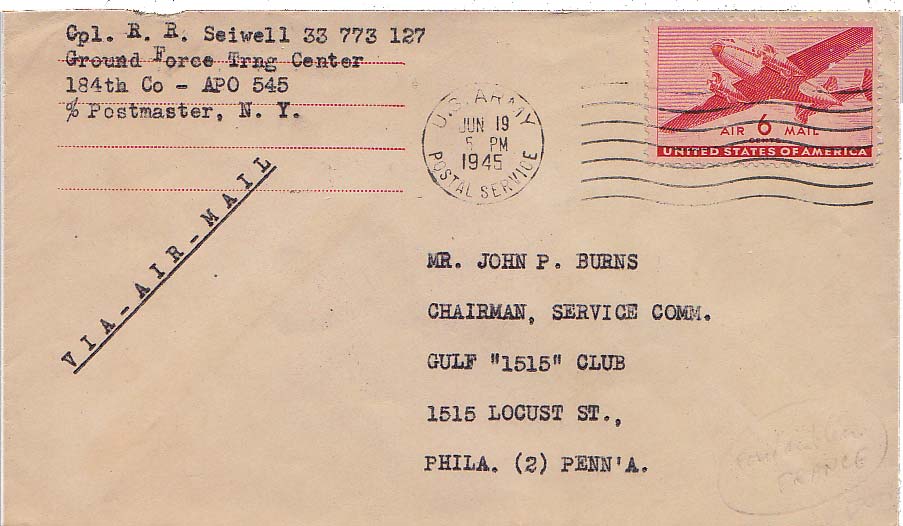 Cpl. R. R. Seiwell 33 773 127
Ground Force Trng Center
184th Co - APO 545
℅ Postmaster, N. Y.
U.S. ARMY
JUN 19
5 PM
1945
POSTAL SERVICE
AIR 6 MAIL
CENTS
UNITED STATES OF AMERICA
VIA-AIR-MAIL
MR. JOHN P. BURNS
CHAIRMAN, SERVICE COMM.
GULF "1515" CLUB
1515 LOCUST ST.,
PHILA. (2) PENN'A.
FRANCE